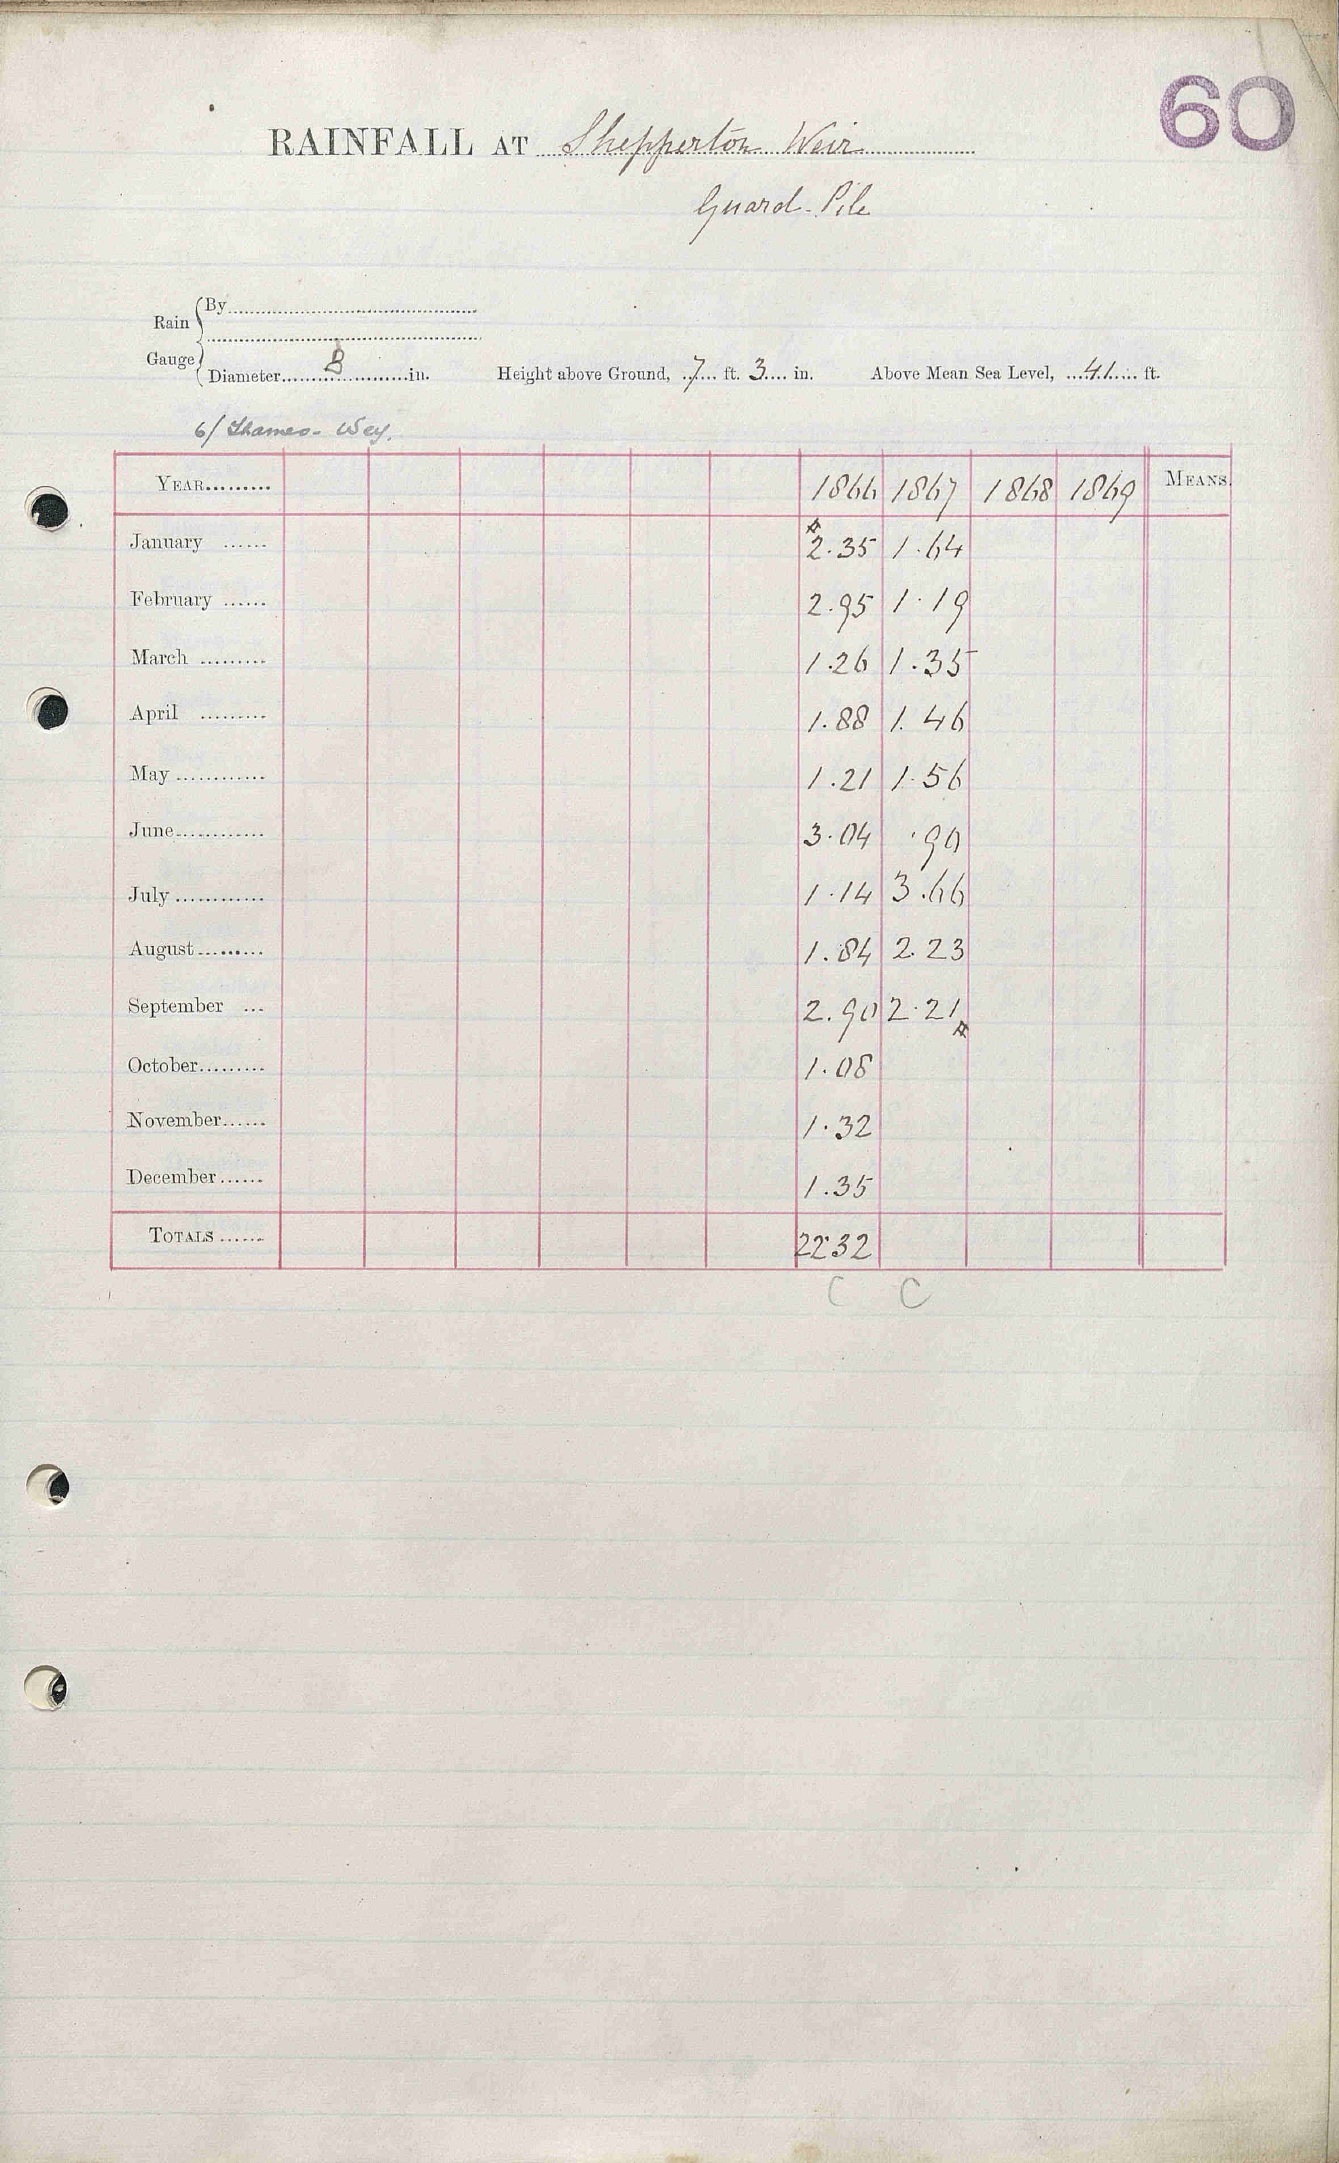 60
RAINFALL AT Shepperton Weir
Guard-Pile
Rain Gauge
By
Diameter 8 in. Height above Ground, 7 ft. 3 in. Above Mean Sea Level, 41 ft.
6/ Thames - Wey.
YEAR 1866 1867 1868 1869 MEANS.
January 2.35 1.64
February 2.95 1.19
March 1.26 1.35
April 1.88 1.46
May 1.21 1.56
June 3.04 .90
July 1.14 3.66
August 1.84 2.23
September 2.90 2.21
October 1.08
November 1.32
December 1.35
TOTALS 22.32
C C